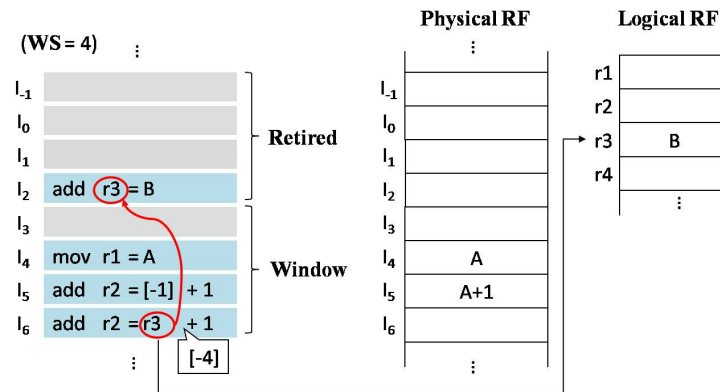 (WS = 4)
⋮
I-1
I0
I1
I2 add r3 = B
I3
I4 mov r1 = A
I5 add r2 = [-1] + 1
I6 add r2 = r3 + 1
[-4]
⋮
Retired
Window
Physical RF
⋮
I-1
I0
I1
I2
I3
I4 A
I5 A+1
I6
⋮
Logical RF
r1
r2
r3 B
r4
⋮